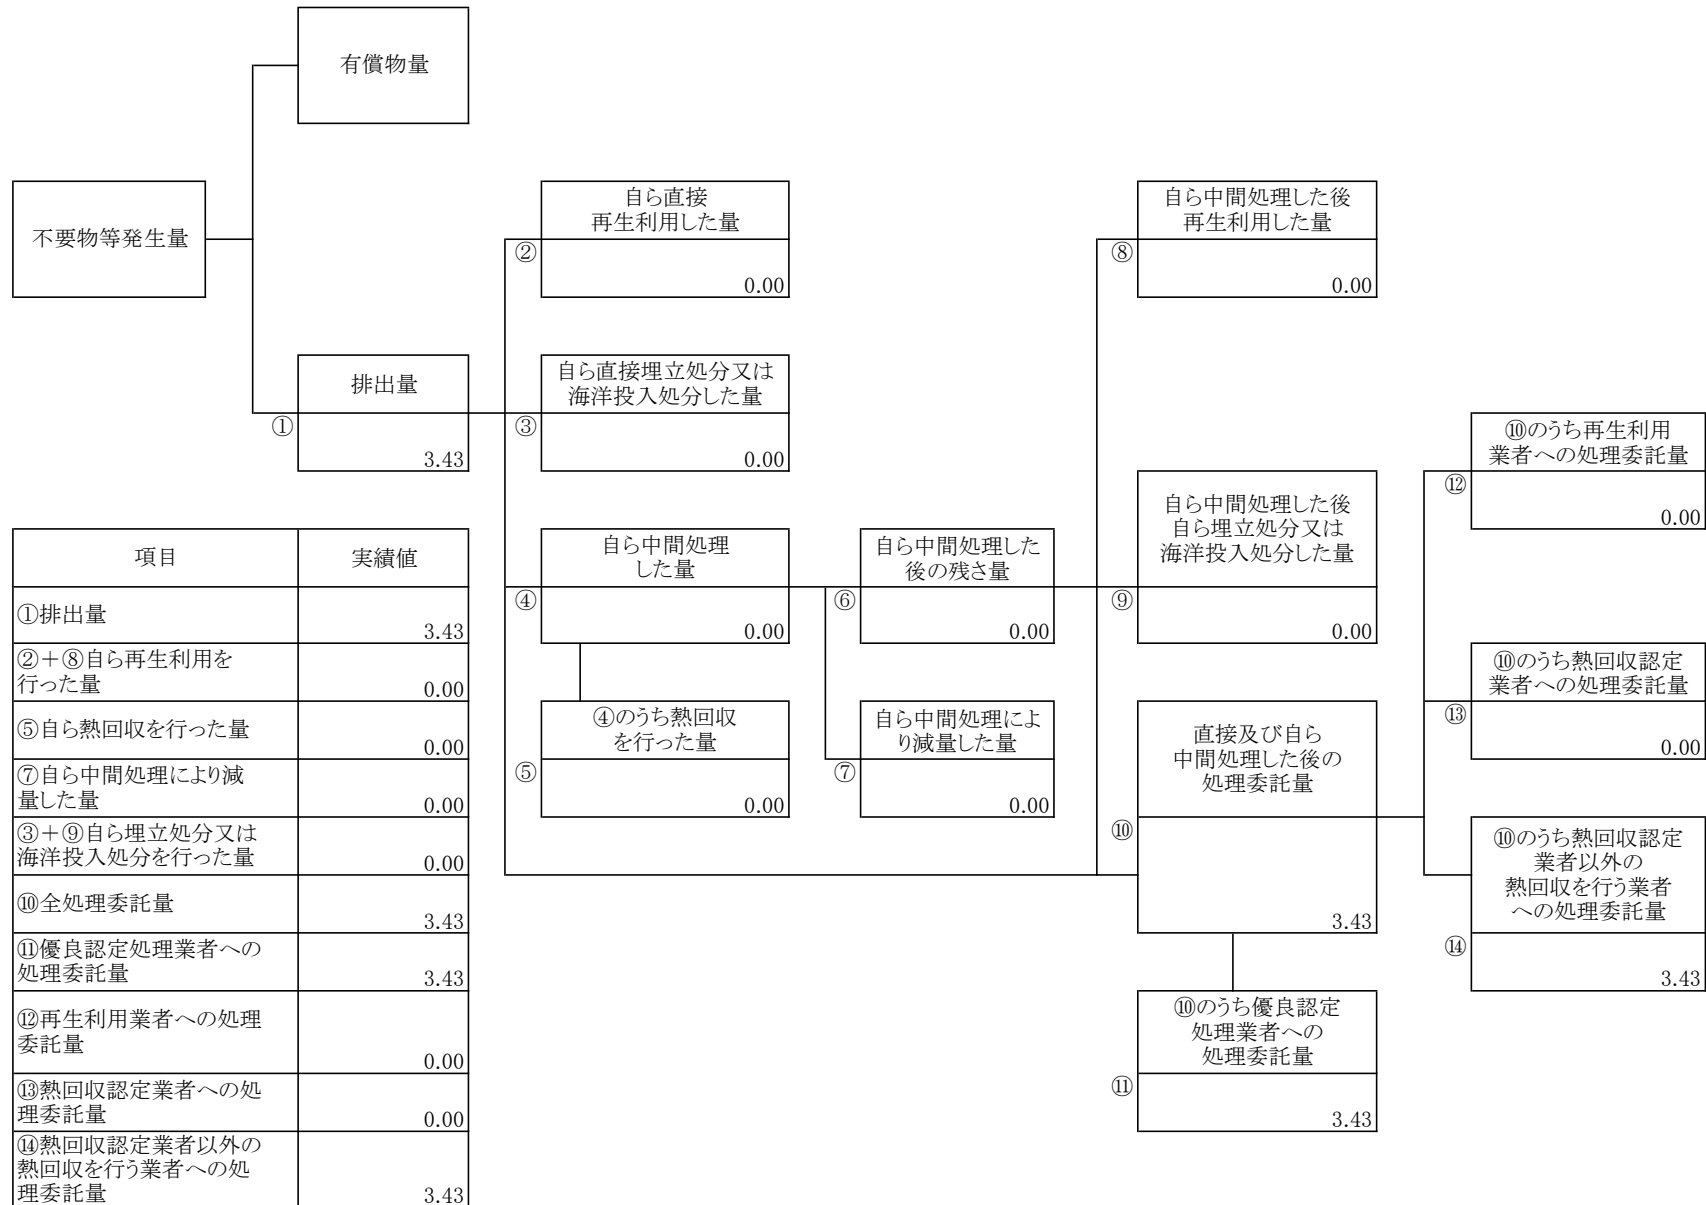 有償物量
不要物等発生量
自ら直接
再生利用した量
②
0.00
自ら中間処理した後
再生利用した量
⑧
0.00
排出量
①
3.43
自ら直接埋立処分又は
海洋投入処分した量
③
0.00
⑩のうち再生利用
業者への処理委託量
⑫
0.00
自ら中間処理
した量
④
0.00
自ら中間処理した
後の残さ量
⑥
0.00
自ら中間処理した後
自ら埋立処分又は
海洋投入処分した量
⑨
0.00
⑩のうち熱回収認定
業者への処理委託量
⑬
0.00
④のうち熱回収
を行った量
⑤
0.00
自ら中間処理によ
り減量した量
⑦
0.00
直接及び自ら
中間処理した後の
処理委託量
⑩
3.43
⑩のうち熱回収認定
業者以外の
熱回収を行う業者
への処理委託量
⑭
3.43
⑩のうち優良認定
処理業者への
処理委託量
⑪
3.43
項目 実績値
①排出量
3.43
②+⑧自ら再生利用を
行った量
0.00
⑤自ら熱回収を行った量
0.00
⑦自ら中間処理により減
量した量
0.00
③+⑨自ら埋立処分又は
海洋投入処分を行った量
0.00
⑩全処理委託量
3.43
⑪優良認定処理業者への
処理委託量
3.43
⑫再生利用業者への処理
委託量
0.00
⑬熱回収認定業者への処
理委託量
0.00
⑭熱回収認定業者以外の
熱回収を行う業者への処
理委託量
3.43